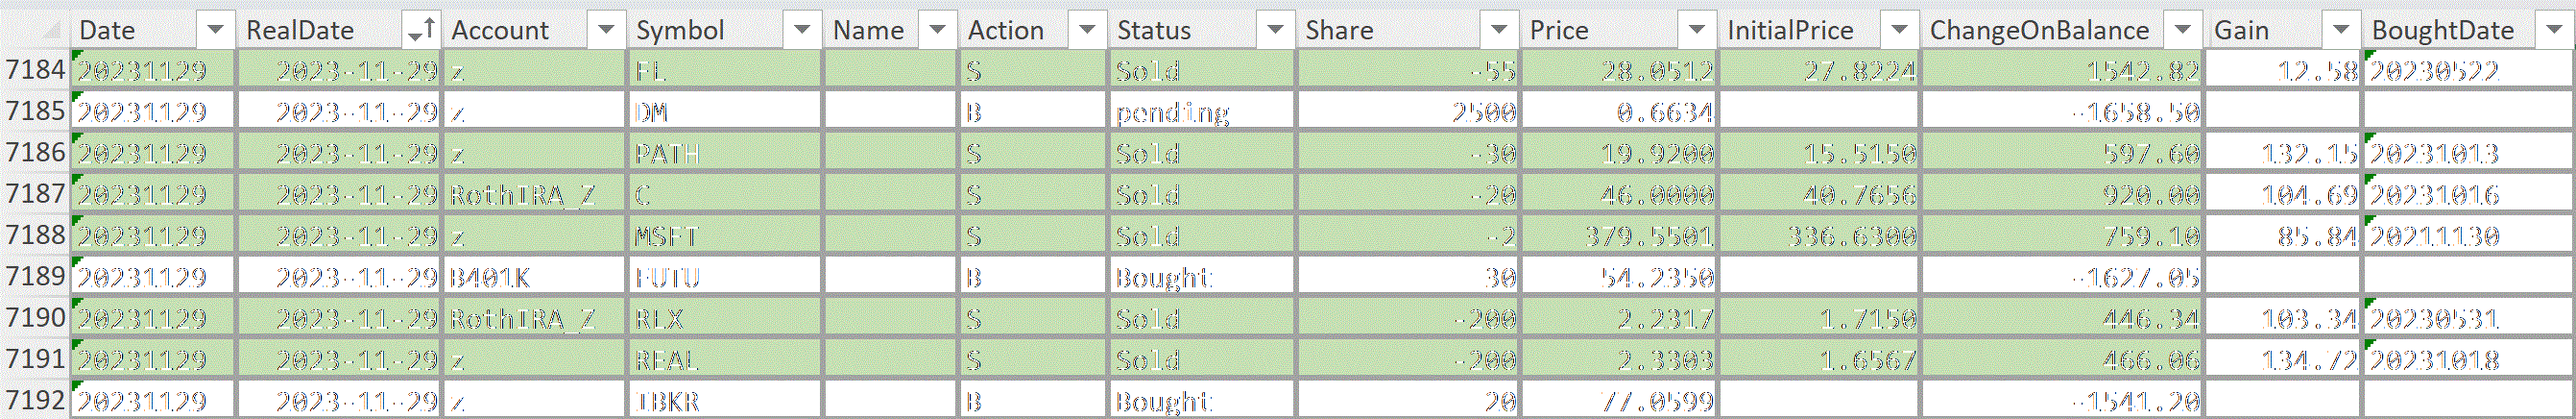 Date RealDate Account Symbol Name Action Status Share Price InitialPrice ChangeOnBalance Gain BoughtDate
7184 20231129 2023-11-29 z FL S Sold -55 28.0512 27.8224 1542.82 12.58 20230522
7185 20231129 2023-11-29 z DM B pending 2500 0.6634 -1658.50
7186 20231129 2023-11-29 z PATH S Sold -30 19.9200 15.5150 597.60 132.15 20231013
7187 20231129 2023-11-29 RothIRA_Z C S Sold -20 46.0000 40.7656 920.00 104.69 20231016
7188 20231129 2023-11-29 z MSFT S Sold -2 379.5501 336.6300 759.10 85.84 20211130
7189 20231129 2023-11-29 B401K FUTU B Bought 30 54.2350 -1627.05
7190 20231129 2023-11-29 RothIRA_Z RLX S Sold -200 2.2317 1.7150 446.34 103.34 20230531
7191 20231129 2023-11-29 z REAL S Sold -200 2.3303 1.6567 466.06 134.72 20231018
7192 20231129 2023-11-29 z IBKR B Bought 20 77.0599 -1541.20